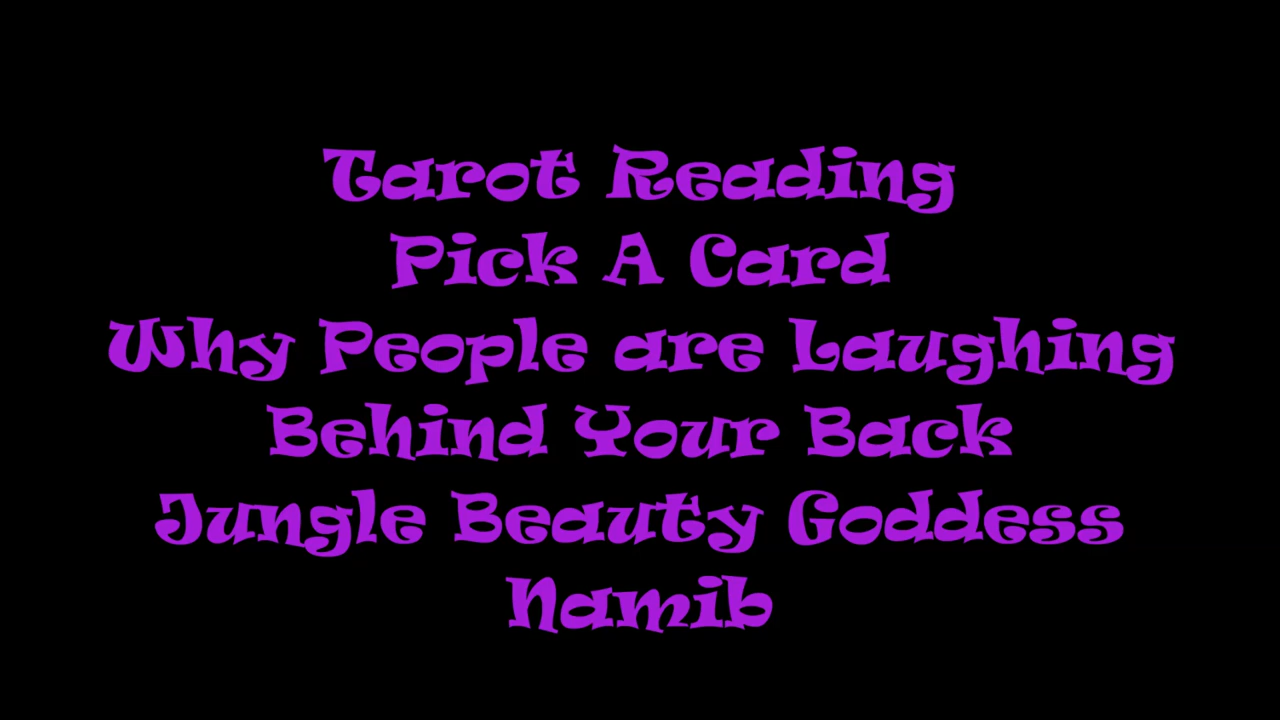 Tarot Reading
Pick A Card
Why People are Laughing
Behind Your Back
Jungle Beauty Goddess
Namib